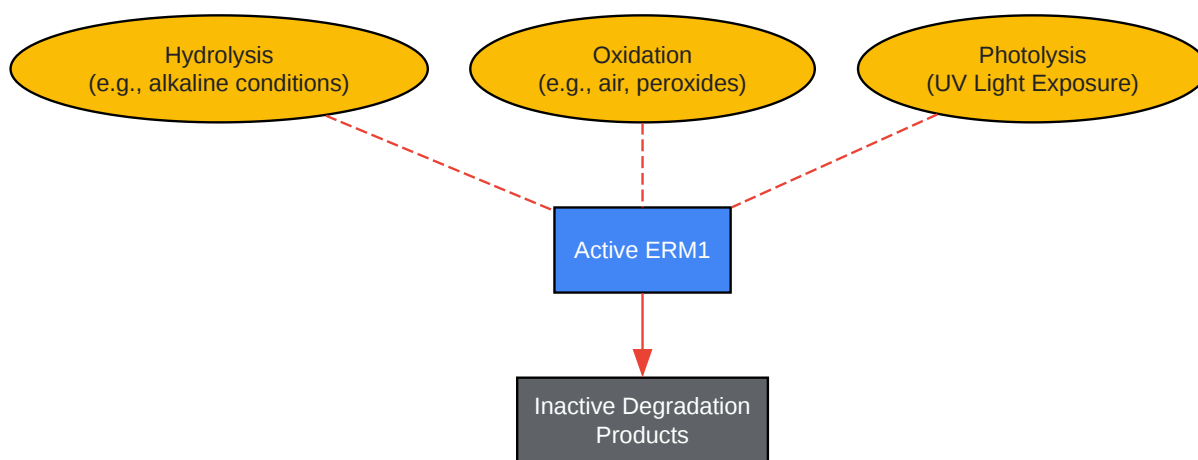 Hydrolysis
(e.g., alkaline conditions)
Oxidation
(e.g., air, peroxides)
Photolysis
(UV Light Exposure)
Active ERM1
Inactive Degradation
Products